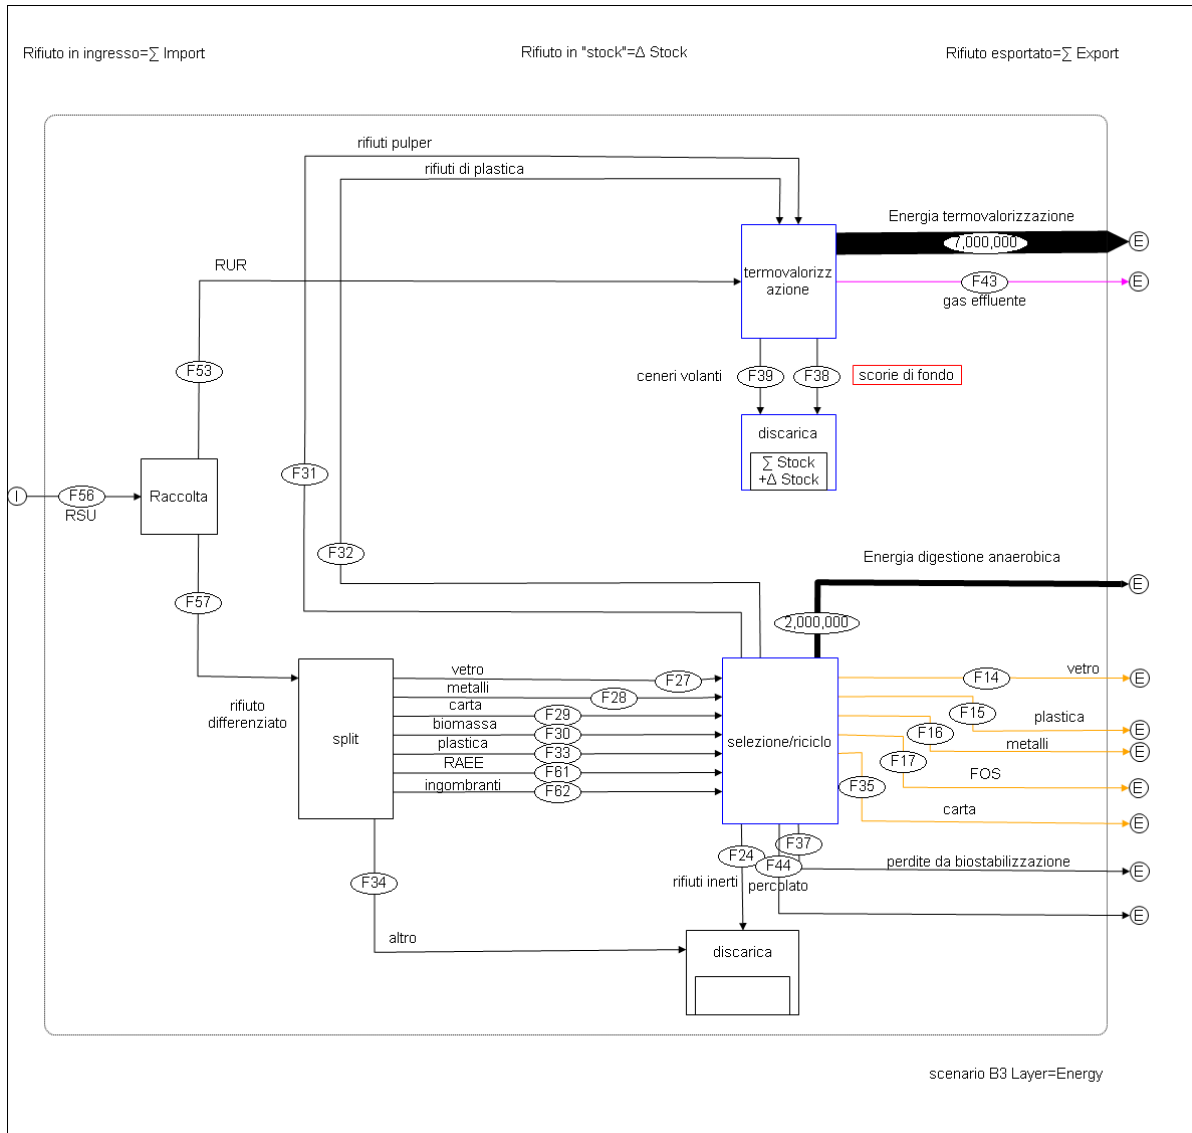 Rifiuto in ingresso=∑ Import
Rifiuto in "stock"=Δ Stock
Rifiuto esportato=∑ Export
rifiuti pulper
rifiuti di plastica
Energia termovalorizzazione
E
7,000,000
RUR
termovalorizz
azione
F43
E
gas effluente
F53
ceneri volanti
F39
F38
scorie di fondo
discarica
∑ Stock
+Δ Stock
F31
I
F56
RSU
Raccolta
F32
Energia digestione anaerobica
E
F57
2,000,000
vetro
F27
F14
vetro
E
metalli
F28
carta
F29
F15
plastica
E
rifiuto
differenziato
biomassa
F30
F16
metalli
E
split
plastica
F33
selezione/riciclo
F17
RAEE
F61
FOS
E
ingombranti
F62
F35
carta
E
F37
F24
F44
perdite da biostabilizzazione
E
rifiuti inerti
percolato
F34
E
altro
discarica
scenario B3 Layer=Energy